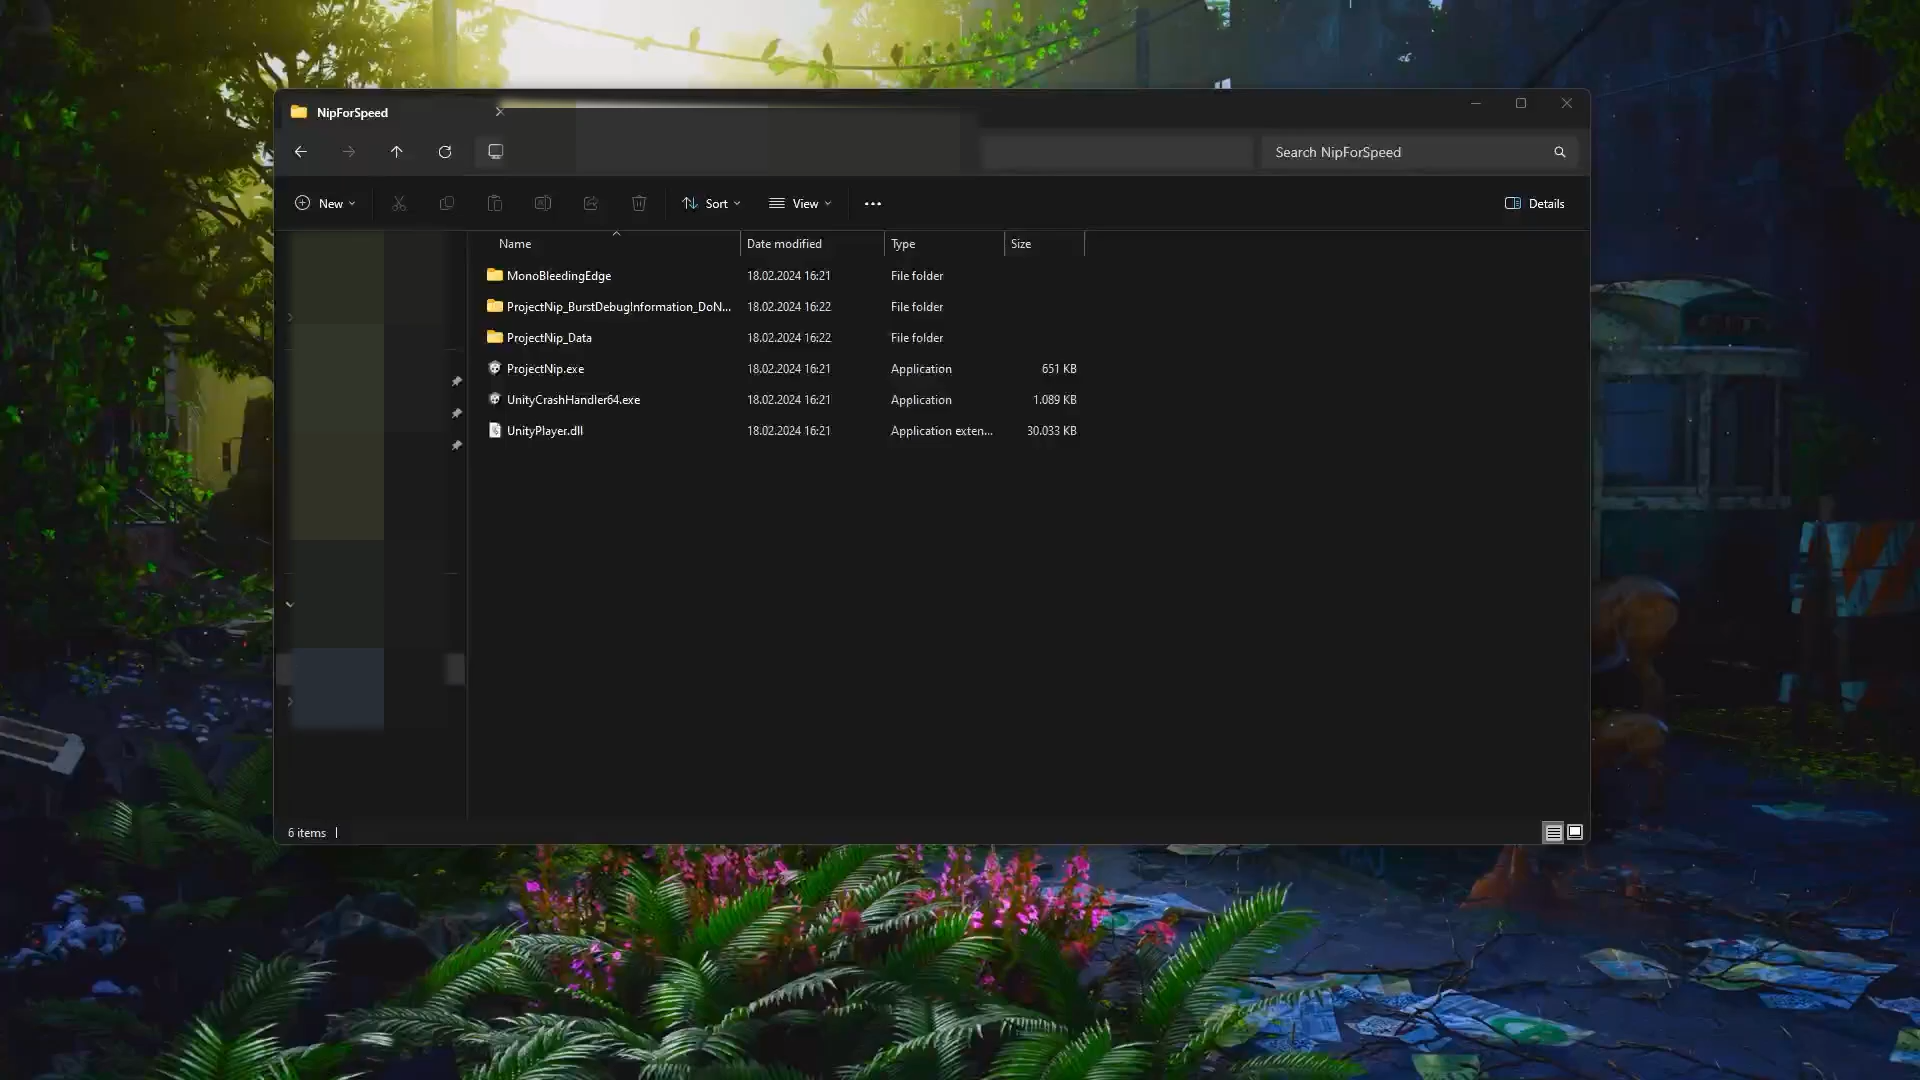 NipForSpeed
Search NipForSpeed
New
Sort
View
Details
Name
Date modified
Type
Size
MonoBleedingEdge 18.02.2024 16:21 File folder
ProjectNip_BurstDebugInformation_DoN... 18.02.2024 16:22 File folder
ProjectNip_Data 18.02.2024 16:22 File folder
ProjectNip.exe 18.02.2024 16:21 Application 651 KB
UnityCrashHandler64.exe 18.02.2024 16:21 Application 1.089 KB
UnityPlayer.dll 18.02.2024 16:21 Application exten... 30.033 KB
6 items